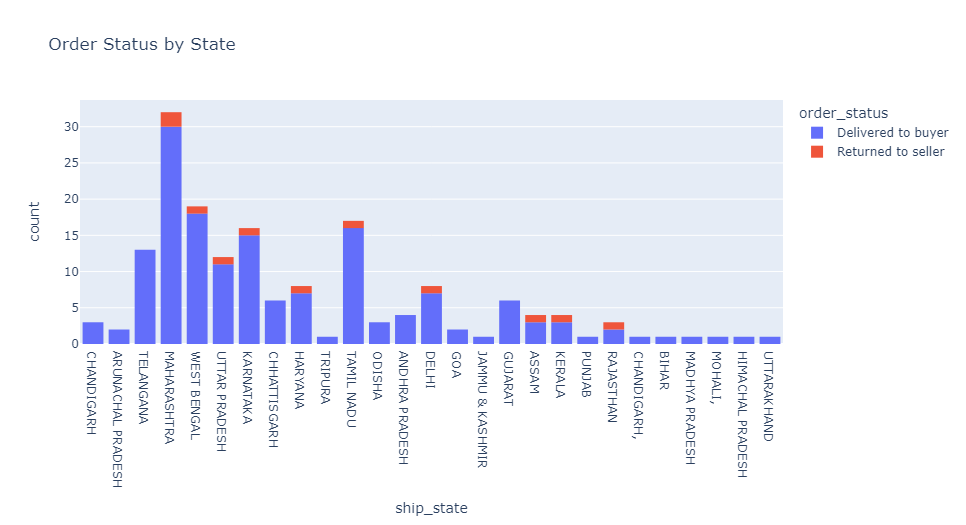 Order Status by State
order_status
Delivered to buyer
Returned to seller
count
30
25
20
15
10
5
0
CHANDIGARH
ARUNACHAL PRADESH
TELANGANA
MAHARASHTRA
WEST BENGAL
UTTAR PRADESH
KARNATAKA
CHHATTISGARH
HARYANA
TRIPURA
TAMIL NADU
ODISHA
ANDHRA PRADESH
DELHI
GOA
JAMMU & KASHMIR
GUJARAT
ASSAM
KERALA
PUNJAB
RAJASTHAN
CHANDIGARH,
BIHAR
MADHYA PRADESH
MOHALI,
HIMACHAL PRADESH
UTTARAKHAND
ship_state